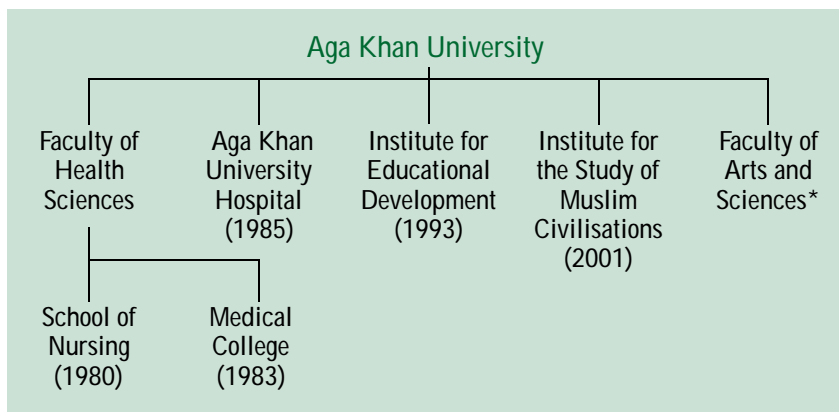 Aga Khan University
Faculty of
Health
Sciences
Aga Khan
University
Hospital
(1985)
Institute for
Educational
Development
(1993)
Institute for
the Study of
Muslim
Civilisations
(2001)
Faculty of
Arts and
Sciences*
School of
Nursing
(1980)
Medical
College
(1983)